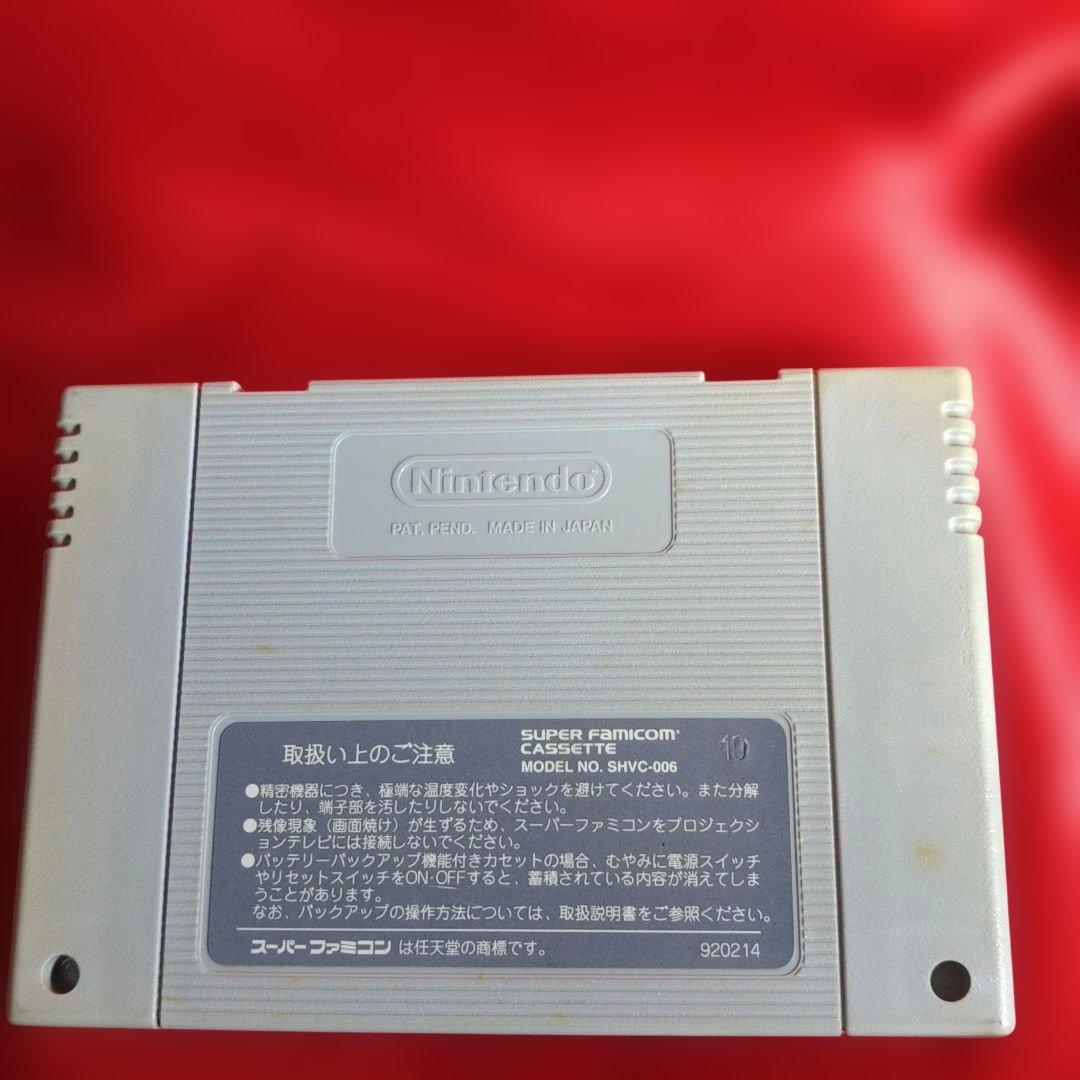 Nintendo
PAT. PEND. MADE IN JAPAN
取扱い上のご注意
SUPER FAMICOM
CASSETTE
MODEL NO. SHVC-006
10
●精密機器につき、極端な温度変化やショックを避けてください。また分解
したり、端子部を汚したりしないでください。
●残像現象（画面焼け）が生ずるため、スーパーファミコンをプロジェクシ
ョンテレビには接続しないでください。
●バッテリーバックアップ機能付きカセットの場合、むやみに電源スイッチ
やリセットスイッチをON·OFFすると、蓄積されている内容が消えてしま
うことがあります。
なお、バックアップの操作方法については、取扱説明書をご参照ください。
スーパーファミコンは任天堂の商標です。
920214